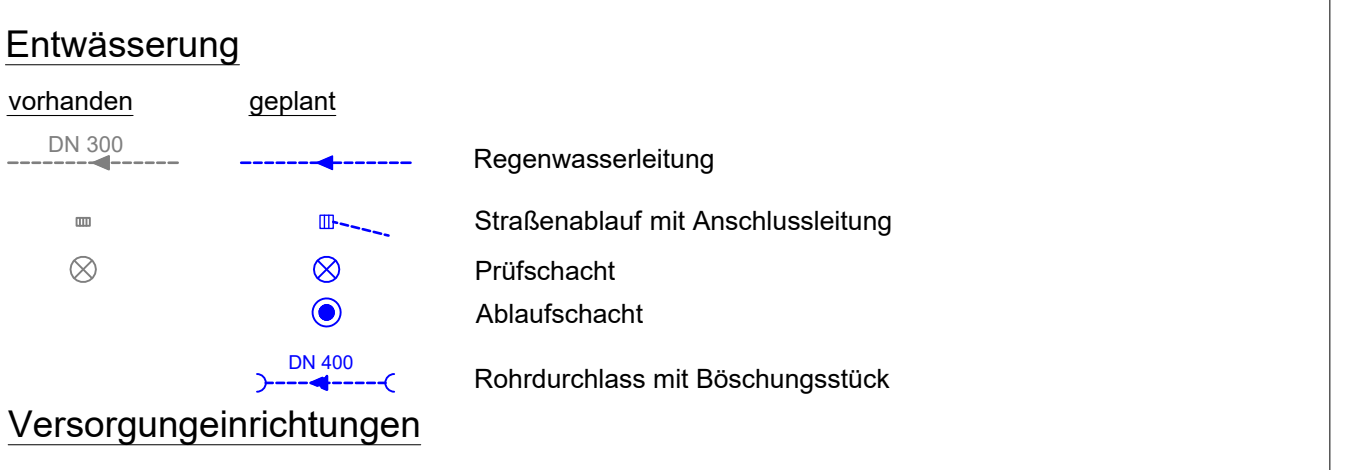 Entwässerung
vorhanden geplant
DN 300
Regenwasserleitung
Straßenablauf mit Anschlussleitung
Prüfschacht
Ablaufschacht
DN 400
Rohrdurchlass mit Böschungsstück
Versorgungeinrichtungen